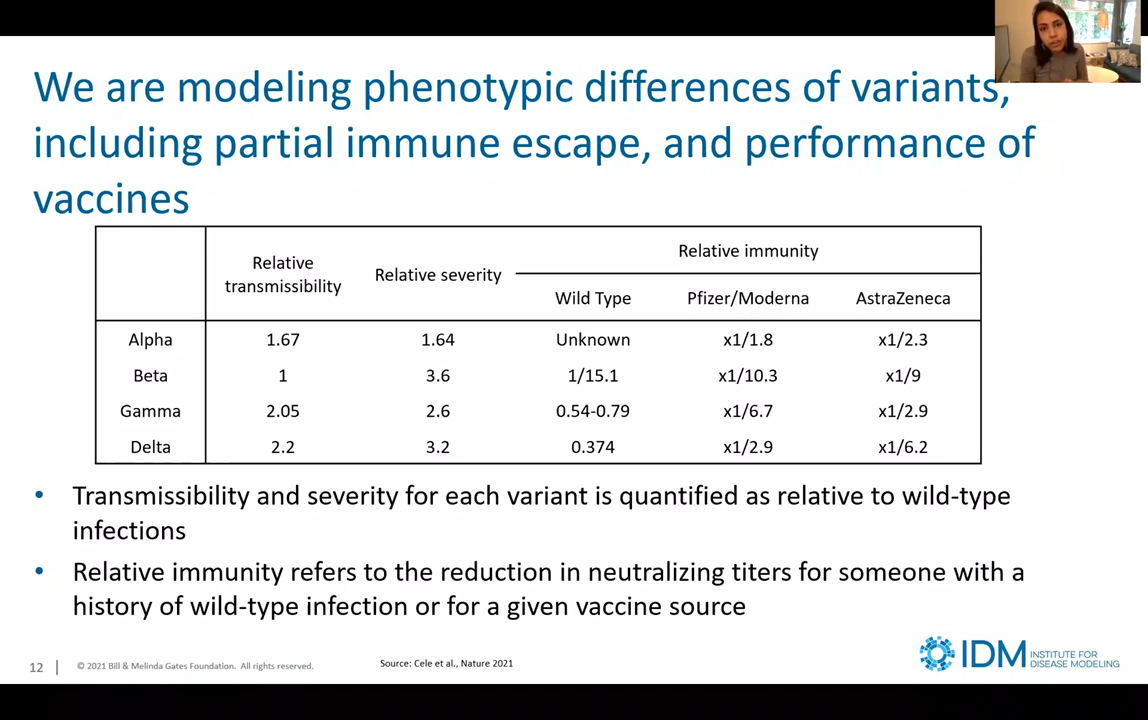 We are modeling phenotypic differences of variants,
including partial immune escape, and performance of
vaccines
Relative transmissibility Relative severity Relative immunity
Wild Type Pfizer/Moderna AstraZeneca
Alpha 1.67 1.64 Unknown x1/1.8 x1/2.3
Beta 1 3.6 1/15.1 x1/10.3 x1/9
Gamma 2.05 2.6 0.54-0.79 x1/6.7 x1/2.9
Delta 2.2 3.2 0.374 x1/2.9 x1/6.2
• Transmissibility and severity for each variant is quantified as relative to wild-type
infections
• Relative immunity refers to the reduction in neutralizing titers for someone with a
history of wild-type infection or for a given vaccine source
12 | © 2021 Bill & Melinda Gates Foundation. All rights reserved.
Source: Cele et al., Nature 2021
IDM INSTITUTE FOR
DISEASE MODELING